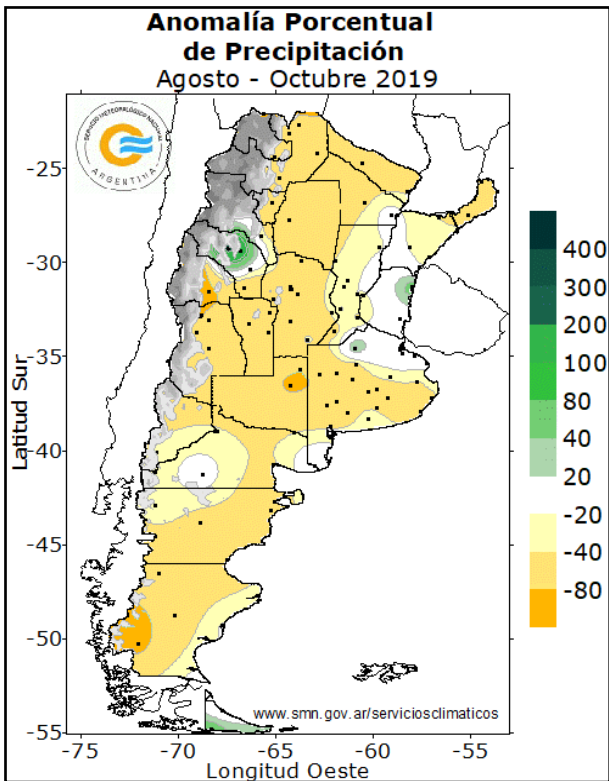 Anomalía Porcentual
de Precipitación
Agosto - Octubre 2019
SERVICIO METEOROLÓGICO NACIONAL
ARGENTINA
Latitud Sur
-25
-30
-35
-40
-45
-50
-55
400
300
200
100
80
40
20
-20
-40
-80
www.smn.gov.ar/serviciosclimaticos
-75
-70
-65
-60
-55
Longitud Oeste